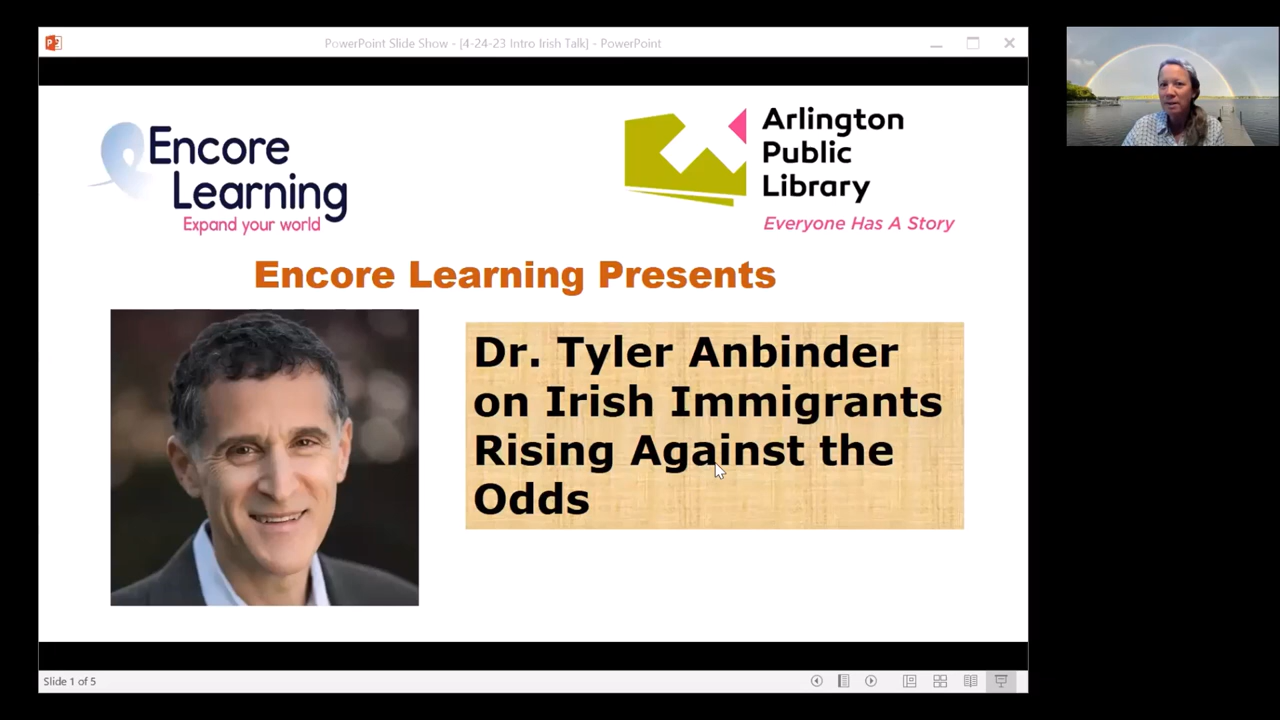 PowerPoint Slide Show - [4-24-23 Intro Irish Talk] - PowerPoint
Encore
Learning
Expand your world
Arlington
Public
Library
Everyone Has A Story
Encore Learning Presents
Dr. Tyler Anbinder
on Irish Immigrants
Rising Against the
Odds
Slide 1 of 5